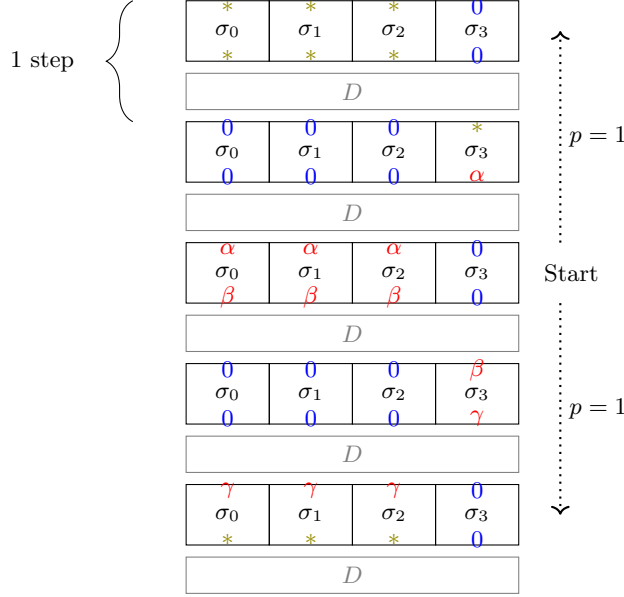 * * * 0
1 step σ₀ σ₁ σ₂ σ₃
* * * 0
D
0 0 0 *
σ₀ σ₁ σ₂ σ₃ p = 1
0 0 0 α
D
α α α 0
σ₀ σ₁ σ₂ σ₃ Start
β β β 0
D
0 0 0 β
σ₀ σ₁ σ₂ σ₃ p = 1
0 0 0 γ
D
γ γ γ 0
σ₀ σ₁ σ₂ σ₃
* * * 0
D